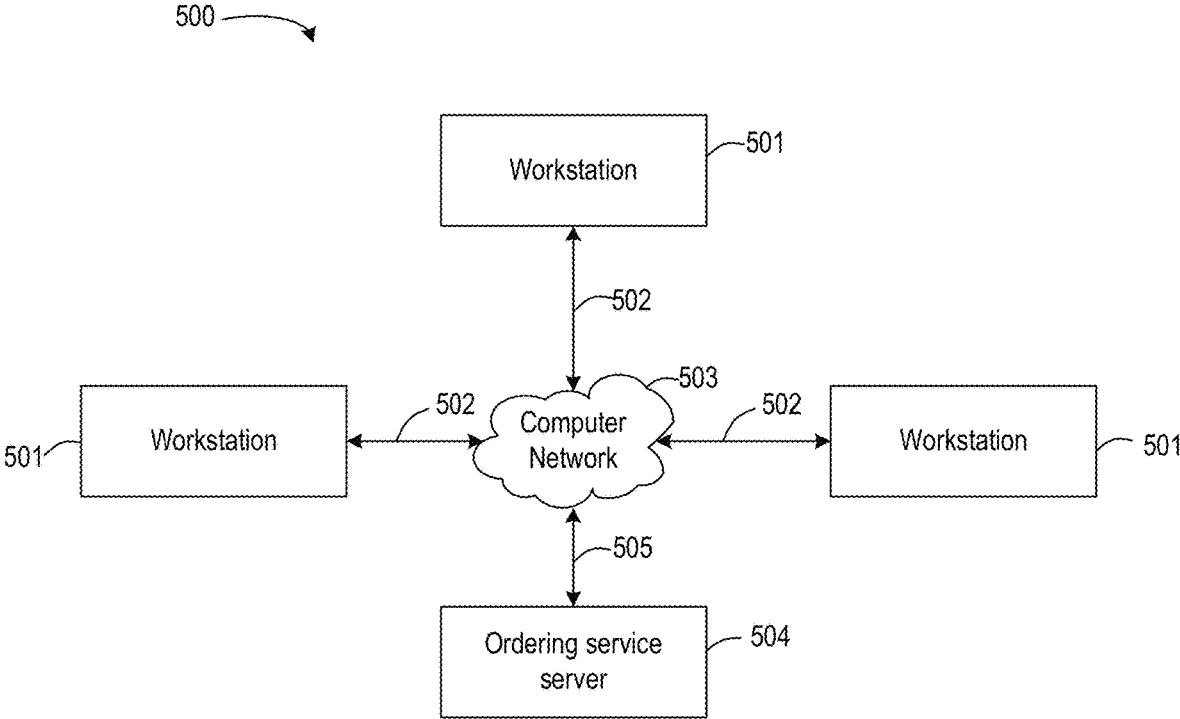 500
Workstation
501
502
503
Workstation
501
502
Computer
Network
502
Workstation
501
505
Ordering service
server
504